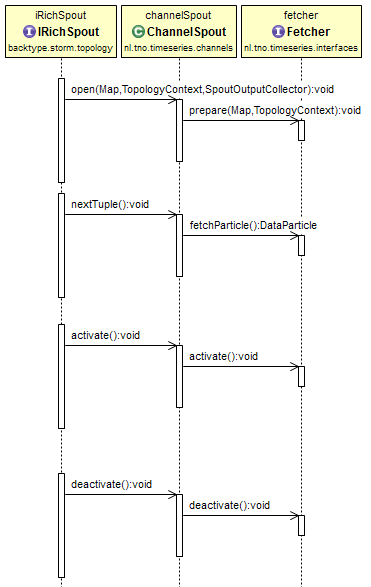 iRichSpout
channelSpout
fetcher
I IRichSpout
C ChannelSpout
I Fetcher
backtype.storm.topology
nl.tno.timeseries.channels
nl.tno.timeseries.interfaces
open(Map,TopologyContext,SpoutOutputCollector):void
prepare(Map,TopologyContext):void
nextTuple():void
fetchParticle():DataParticle
activate():void
activate():void
deactivate():void
deactivate():void